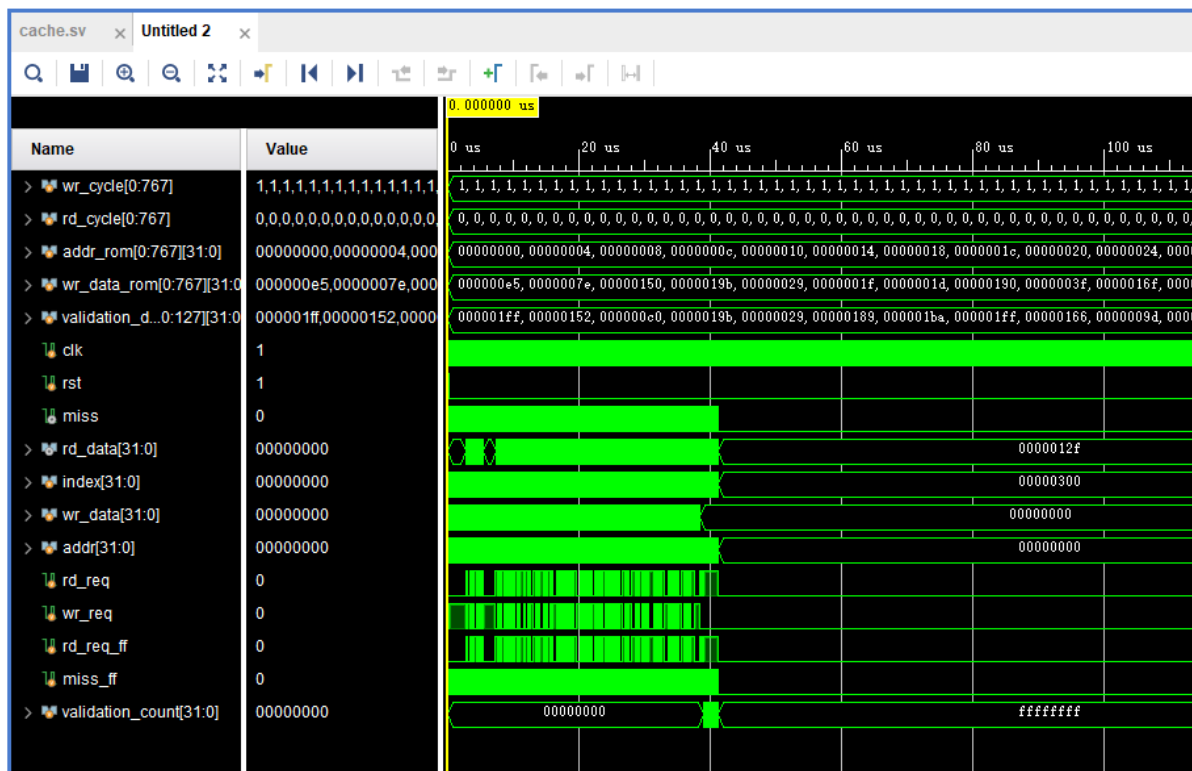 cache.sv × Untitled 2 ×
0.000000 us
Name Value
0 us 20 us 40 us 60 us 80 us 100 us
wr_cycle[0:767] 1,1,1,1,1,1,1,1,1,1,1,1,1,1, 1, 1, 1, 1, 1, 1, 1, 1, 1, 1, 1, 1, 1, 1, 1, 1, 1, 1, 1, 1, 1, 1, 1, 1, 1, 1, 1, 1, 1, 1, 1, 1, 1, 1, 1, 1, 1, 1, 1, 1, 1, 1, 1, 1, 1, 1
rd_cycle[0:767] 0,0,0,0,0,0,0,0,0,0,0,0,0,0, 0, 0, 0, 0, 0, 0, 0, 0, 0, 0, 0, 0, 0, 0, 0, 0, 0, 0, 0, 0, 0, 0, 0, 0, 0, 0, 0, 0, 0, 0, 0, 0, 0, 0, 0, 0, 0, 0, 0, 0, 0, 0, 0, 0, 0, 0
addr_rom[0:767][31:0] 00000000,00000004,000 00000000, 00000004, 00000008, 0000000c, 00000010, 00000014, 00000018, 0000001c, 00000020, 00000024, 000
wr_data_rom[0:767][31:0 000000e5,0000007e,000 000000e5, 0000007e, 00000150, 0000019b, 00000029, 0000001f, 0000001d, 00000190, 0000003f, 0000016f, 000
validation_d...0:127][31:0 000001ff,00000152,0000 000001ff, 00000152, 000000c0, 0000019b, 00000029, 00000189, 000001ba, 000001ff, 00000166, 0000009d, 000
clk 1
rst 1
miss 0
rd_data[31:0] 00000000 0000012f
index[31:0] 00000000 00000300
wr_data[31:0] 00000000 00000000
addr[31:0] 00000000 00000000
rd_req 0
wr_req 0
rd_req_ff 0
miss_ff 0
validation_count[31:0] 00000000 00000000 ffffffff